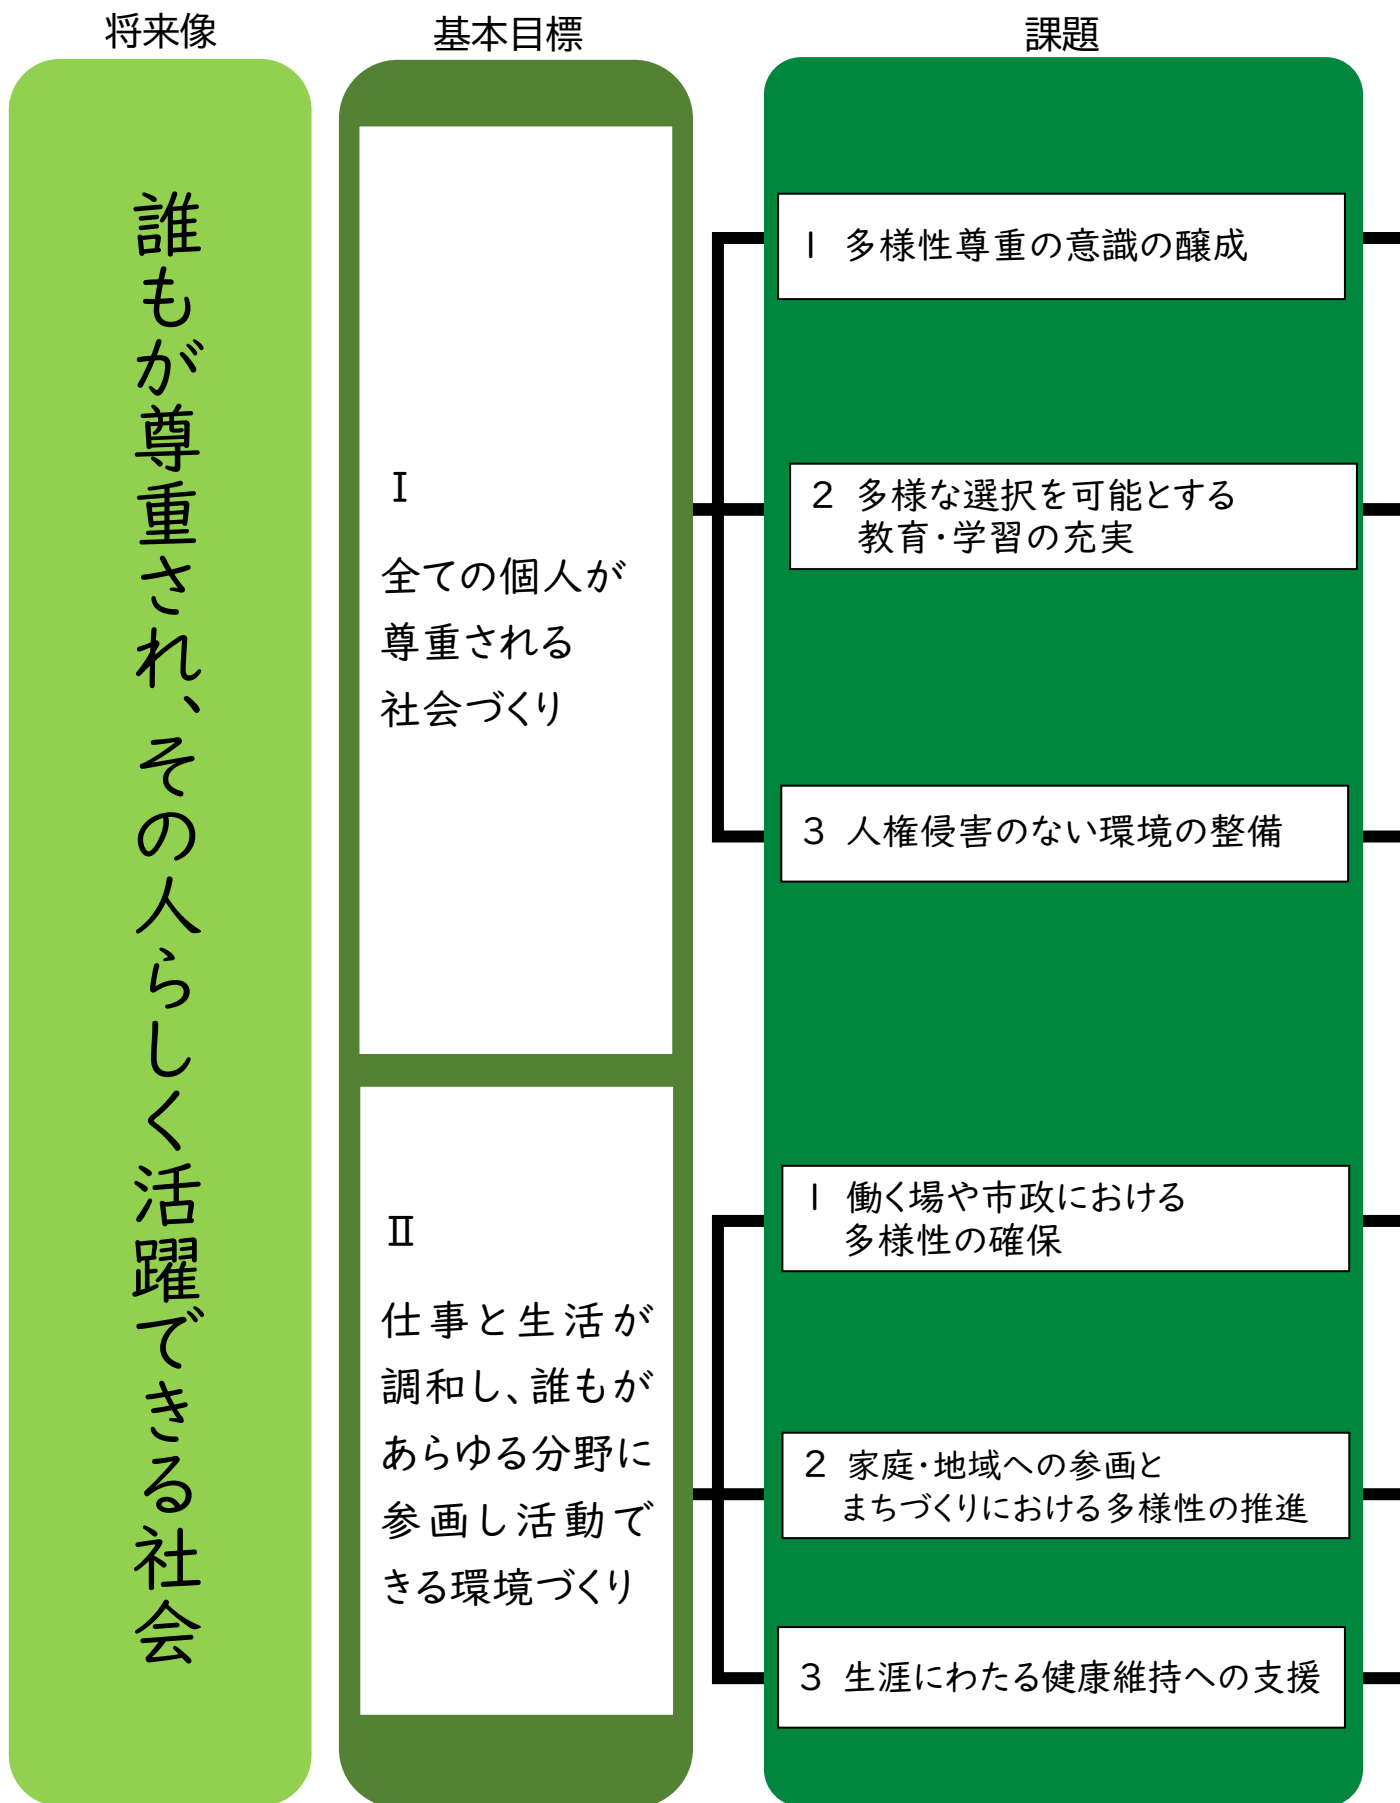 将来像
基本目標
課題
誰もが尊重され、その人らしく活躍できる社会
Ⅰ
全ての個人が
尊重される
社会づくり
1 多様性尊重の意識の醸成
2 多様な選択を可能とする
教育・学習の充実
3 人権侵害のない環境の整備
Ⅱ
仕事と生活が
調和し、誰もが
あらゆる分野に
参画し活動で
きる環境づくり
1 働く場や市政における
多様性の確保
2 家庭・地域への参画と
まちづくりにおける多様性の推進
3 生涯にわたる健康維持への支援